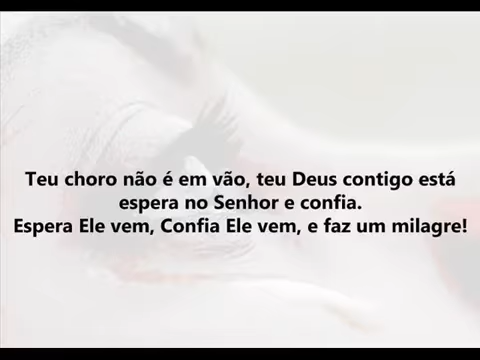 Teu choro não é em vão, teu Deus contigo está
espera no Senhor e confia.
Espera Ele vem, Confia Ele vem, e faz um milagre!